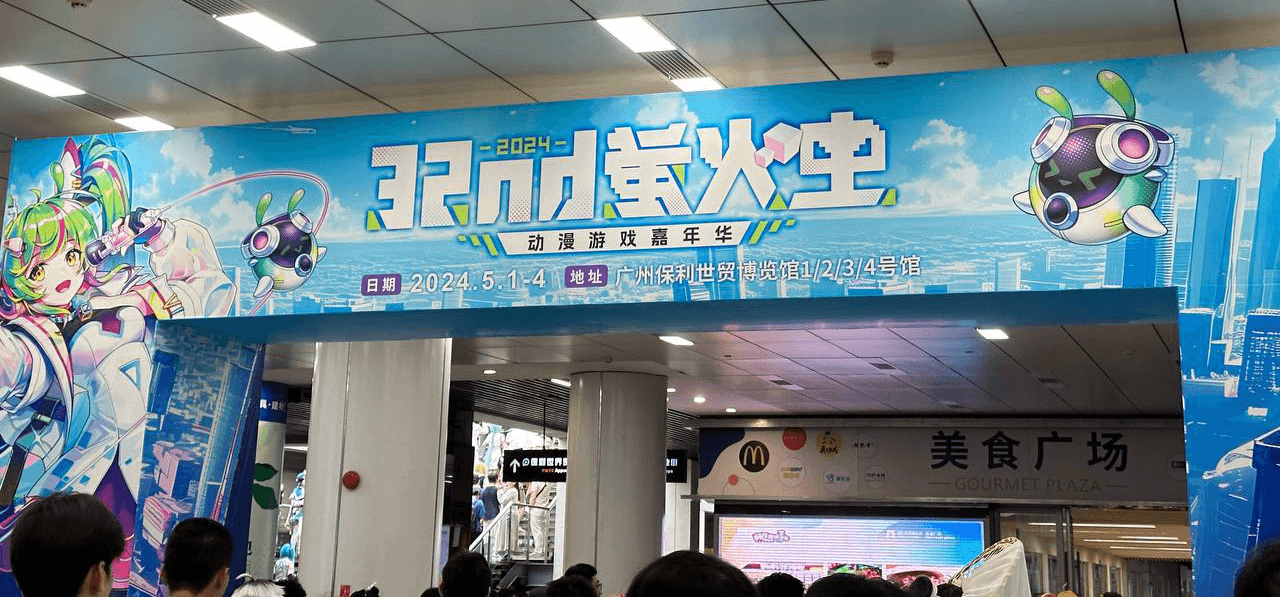 -2024-
32nd萤火虫
动漫游戏嘉年华
日期 2024.5.1-4 地址 广州保利世贸博览馆1/2/3/4号馆
美食广场
GOURMET PLAZA